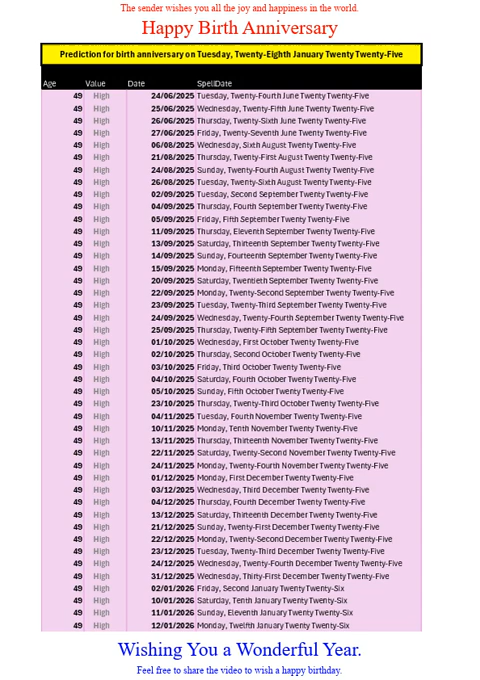 The sender wishes you all the joy and happiness in the world.
Happy Birth Anniversary
Prediction for birth anniversary on Tuesday, Twenty-Eighth January Twenty Twenty-Five
Age Value Date SpellDate
49 High 24/06/2025 Tuesday, Twenty-Fourth June Twenty Twenty-Five
49 High 25/06/2025 Wednesday, Twenty-Fifth June Twenty Twenty-Five
49 High 26/06/2025 Thursday, Twenty-Sixth June Twenty Twenty-Five
49 High 27/06/2025 Friday, Twenty-Seventh June Twenty Twenty-Five
49 High 06/08/2025 Wednesday, Sixth August Twenty Twenty-Five
49 High 21/08/2025 Thursday, Twenty-First August Twenty Twenty-Five
49 High 24/08/2025 Sunday, Twenty-Fourth August Twenty Twenty-Five
49 High 26/08/2025 Tuesday, Twenty-Sixth August Twenty Twenty-Five
49 High 02/09/2025 Tuesday, Second September Twenty Twenty-Five
49 High 04/09/2025 Thursday, Fourth September Twenty Twenty-Five
49 High 05/09/2025 Friday, Fifth September Twenty Twenty-Five
49 High 11/09/2025 Thursday, Eleventh September Twenty Twenty-Five
49 High 13/09/2025 Saturday, Thirteenth September Twenty Twenty-Five
49 High 14/09/2025 Sunday, Fourteenth September Twenty Twenty-Five
49 High 15/09/2025 Monday, Fifteenth September Twenty Twenty-Five
49 High 20/09/2025 Saturday, Twentieth September Twenty Twenty-Five
49 High 22/09/2025 Monday, Twenty-Second September Twenty Twenty-Five
49 High 23/09/2025 Tuesday, Twenty-Third September Twenty Twenty-Five
49 High 24/09/2025 Wednesday, Twenty-Fourth September Twenty Twenty-Five
49 High 25/09/2025 Thursday, Twenty-Fifth September Twenty Twenty-Five
49 High 01/10/2025 Wednesday, First October Twenty Twenty-Five
49 High 02/10/2025 Thursday, Second October Twenty Twenty-Five
49 High 03/10/2025 Friday, Third October Twenty Twenty-Five
49 High 04/10/2025 Saturday, Fourth October Twenty Twenty-Five
49 High 05/10/2025 Sunday, Fifth October Twenty Twenty-Five
49 High 23/10/2025 Thursday, Twenty-Third October Twenty Twenty-Five
49 High 04/11/2025 Tuesday, Fourth November Twenty Twenty-Five
49 High 10/11/2025 Monday, Tenth November Twenty Twenty-Five
49 High 13/11/2025 Thursday, Thirteenth November Twenty Twenty-Five
49 High 22/11/2025 Saturday, Twenty-Second November Twenty Twenty-Five
49 High 24/11/2025 Monday, Twenty-Fourth November Twenty Twenty-Five
49 High 01/12/2025 Monday, First December Twenty Twenty-Five
49 High 03/12/2025 Wednesday, Third December Twenty Twenty-Five
49 High 04/12/2025 Thursday, Fourth December Twenty Twenty-Five
49 High 13/12/2025 Saturday, Thirteenth December Twenty Twenty-Five
49 High 21/12/2025 Sunday, Twenty-First December Twenty Twenty-Five
49 High 22/12/2025 Monday, Twenty-Second December Twenty Twenty-Five
49 High 23/12/2025 Tuesday, Twenty-Third December Twenty Twenty-Five
49 High 24/12/2025 Wednesday, Twenty-Fourth December Twenty Twenty-Five
49 High 31/12/2025 Wednesday, Thirty-First December Twenty Twenty-Five
49 High 02/01/2026 Friday, Second January Twenty Twenty-Six
49 High 10/01/2026 Saturday, Tenth January Twenty Twenty-Six
49 High 11/01/2026 Sunday, Eleventh January Twenty Twenty-Six
49 High 12/01/2026 Monday, Twelfth January Twenty Twenty-Six
Wishing You a Wonderful Year.
Feel free to share the video to wish a happy birthday.